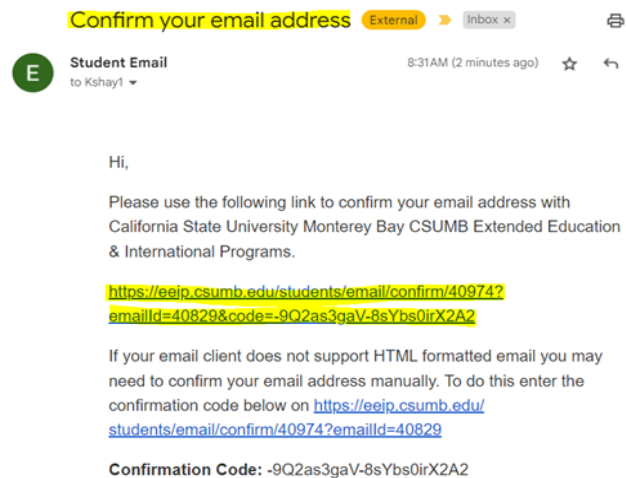 Confirm your email address External Inbox ×
E
Student Email 8:31AM (2 minutes ago)
to Kshay1
Hi,
Please use the following link to confirm your email address with
California State University Monterey Bay CSUMB Extended Education
& International Programs.
https://eeip.csumb.edu/students/email/confirm/40974?
emailId=40829&code=-9Q2as3gaV-8sYbs0irX2A2
If your email client does not support HTML formatted email you may
need to confirm your email address manually. To do this enter the
confirmation code below on https://eeip.csumb.edu/
students/email/confirm/40974?emailId=40829
Confirmation Code: -9Q2as3gaV-8sYbs0irX2A2